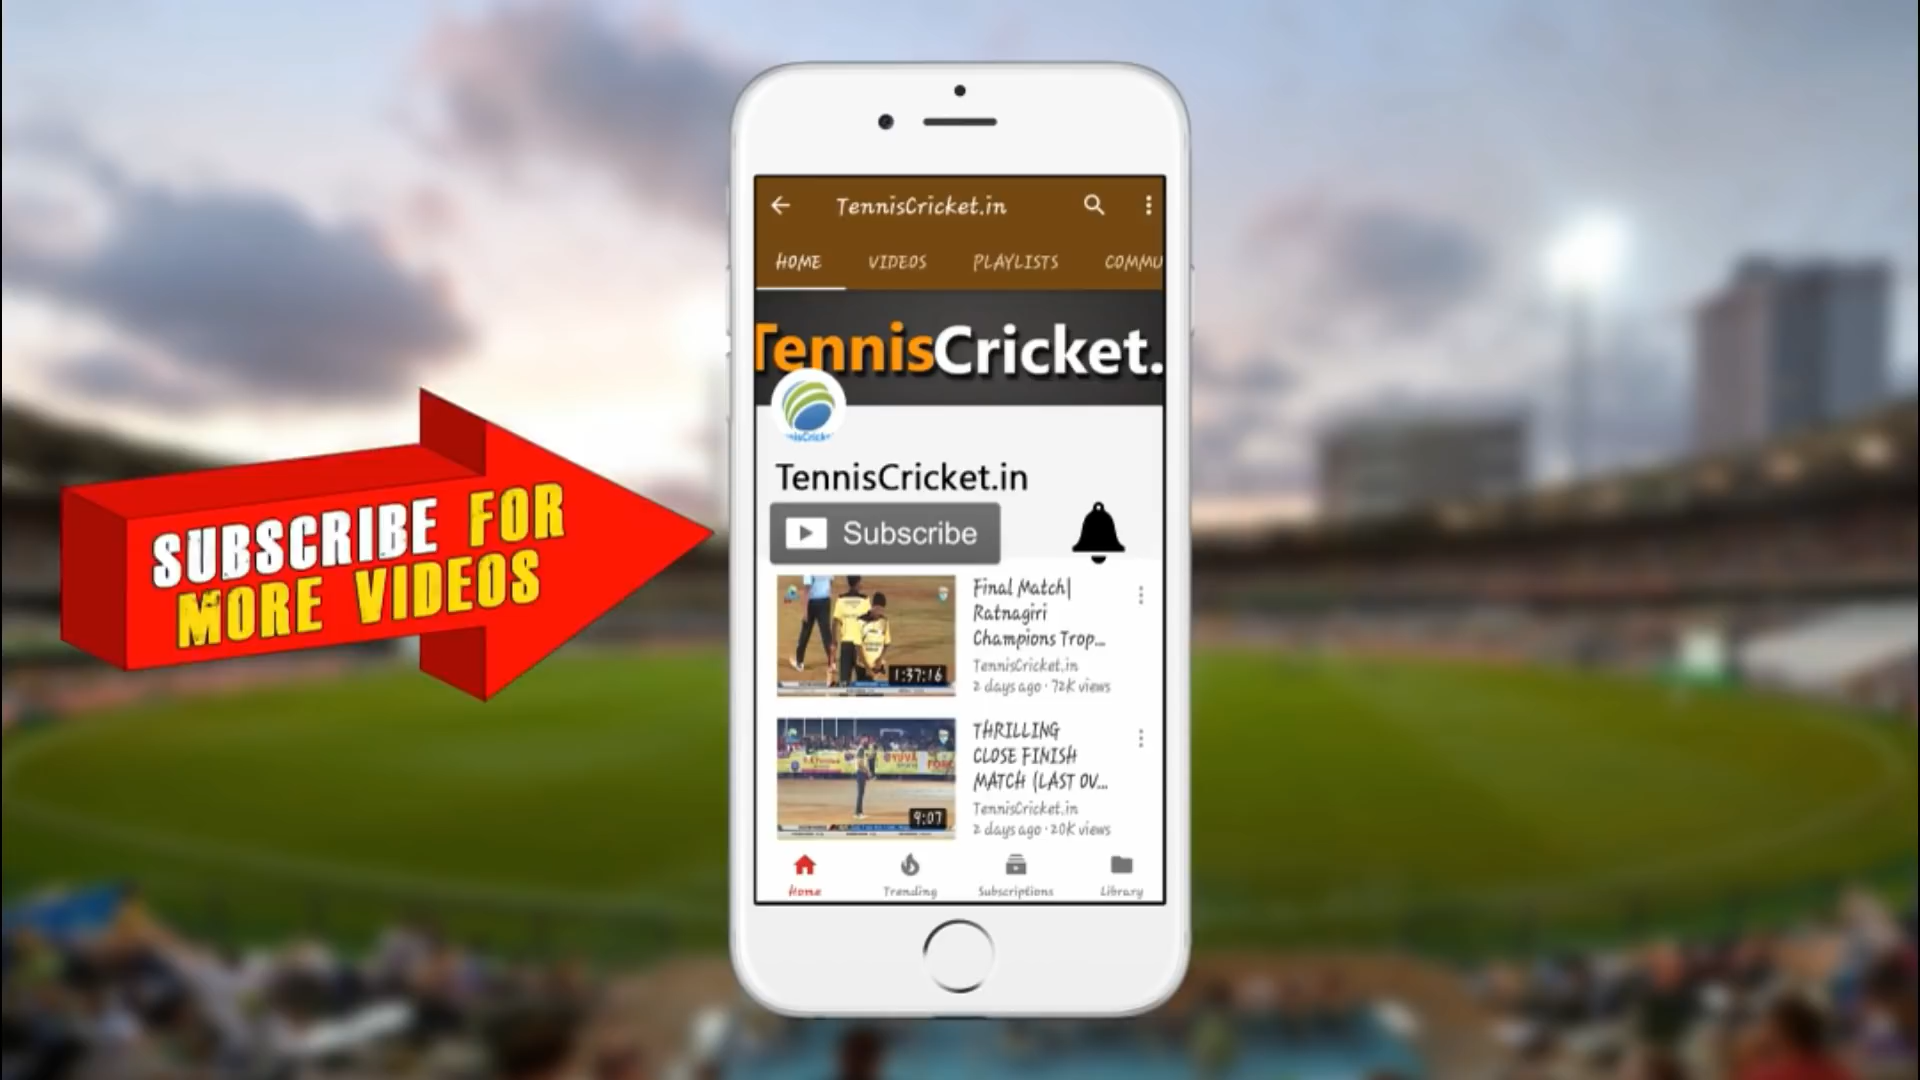 SUBSCRIBE FOR
MORE VIDEOS
TennisCricket.in
HOME VIDEOS PLAYLISTS COMMU
TennisCricket.
TennisCricket.in
Subscribe
Final Match|
Ratnagiri
Champions Trop...
TennisCricket.in
2 days ago · 72K views
1:37:16
THRILLING
CLOSE FINISH
MATCH (LAST OV...
TennisCricket.in
2 days ago · 20K views
9:07
Home Trending Subscriptions Library